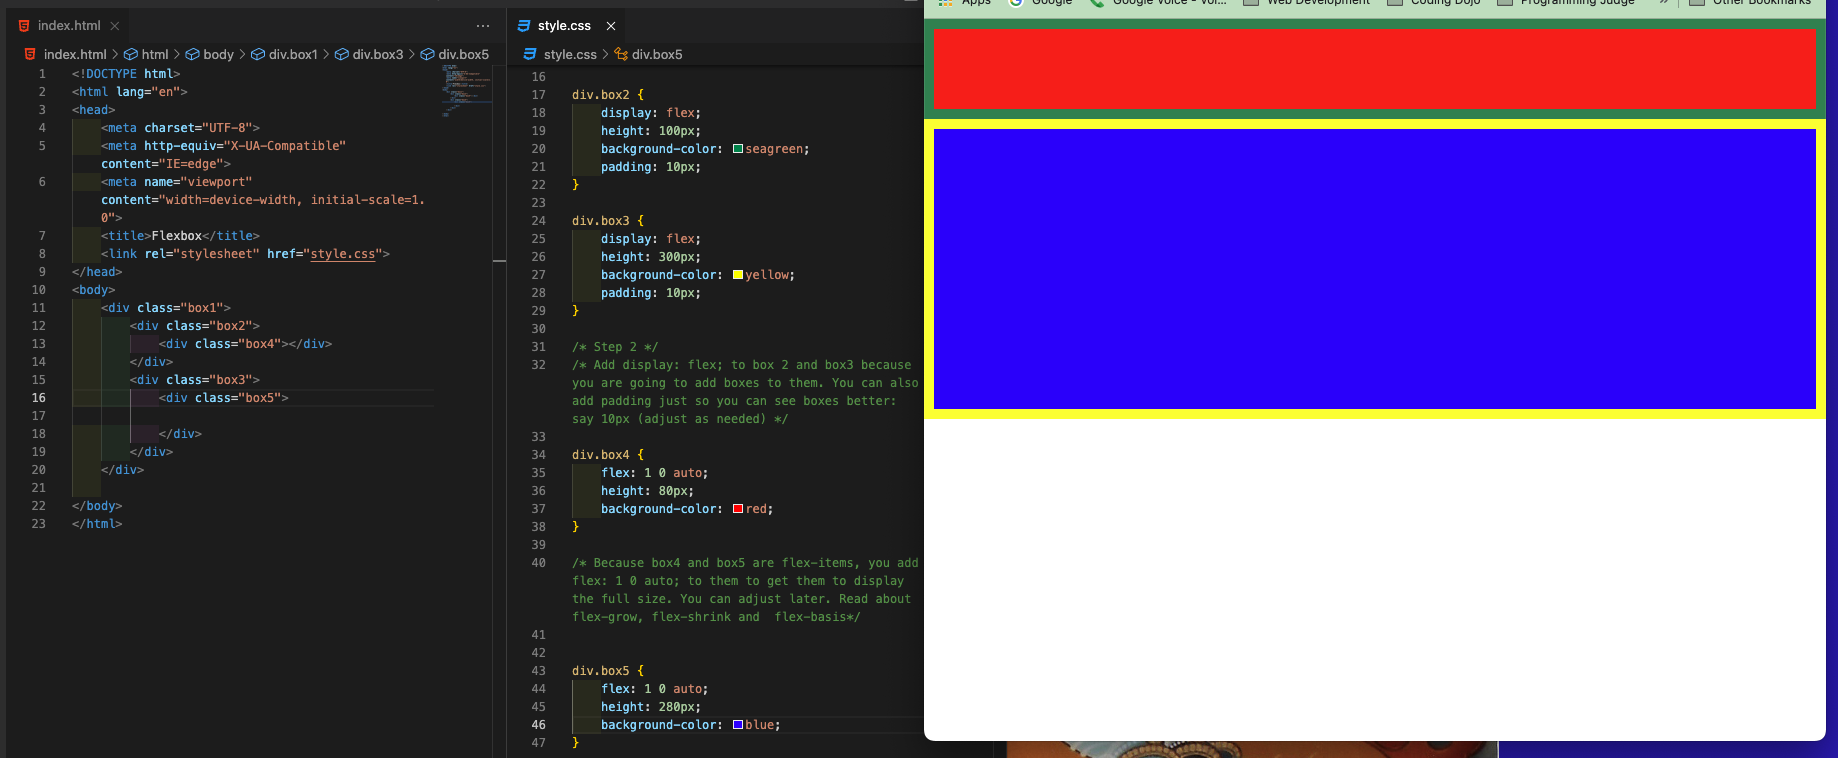 index.html
style.css
index.html > html > body > div.box1 > div.box3 > div.box5
style.css > div.box5
1 <!DOCTYPE html>
2 <html lang="en">
3 <head>
4 <meta charset="UTF-8">
5 <meta http-equiv="X-UA-Compatible"
content="IE=edge">
6 <meta name="viewport"
content="width=device-width, initial-scale=1.
0">
7 <title>Flexbox</title>
8 <link rel="stylesheet" href="style.css">
9 </head>
10 <body>
11 <div class="box1">
12 <div class="box2">
13 <div class="box4"></div>
14 </div>
15 <div class="box3">
16 <div class="box5">
17
18 </div>
19 </div>
20 </div>
21
22 </body>
23 </html>
16
17 div.box2 {
18 display: flex;
19 height: 100px;
20 background-color: seagreen;
21 padding: 10px;
22 }
23
24 div.box3 {
25 display: flex;
26 height: 300px;
27 background-color: yellow;
28 padding: 10px;
29 }
30
31 /* Step 2 */
32 /* Add display: flex; to box 2 and box3 because
you are going to add boxes to them. You can also
add padding just so you can see boxes better:
say 10px (adjust as needed) */
33
34 div.box4 {
35 flex: 1 0 auto;
36 height: 80px;
37 background-color: red;
38 }
39
40 /* Because box4 and box5 are flex-items, you add
flex: 1 0 auto; to them to get them to display
the full size. You can adjust later. Read about
flex-grow, flex-shrink and  flex-basis*/
41
42
43 div.box5 {
44 flex: 1 0 auto;
45 height: 280px;
46 background-color: blue;
47 }
Apps Google Google Voice - Voi... Web Development Coding Dojo Programming Judge » Other Bookmarks